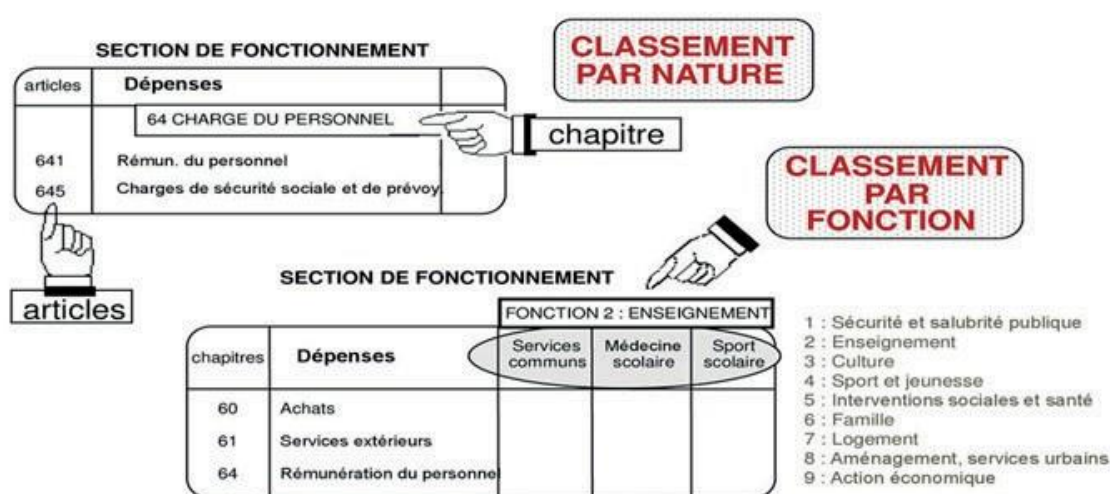 SECTION DE FONCTIONNEMENT
CLASSEMENT
PAR NATURE
articles Dépenses
64 CHARGE DU PERSONNEL
chapitre
641 Rémun. du personnel
645 Charges de sécurité sociale et de prévoy.
articles
CLASSEMENT
PAR
FONCTION
SECTION DE FONCTIONNEMENT
FONCTION 2 : ENSEIGNEMENT
chapitres Dépenses Services communs Médecine scolaire Sport scolaire
60 Achats
61 Services extérieurs
64 Rémunération du personnel
1 : Sécurité et salubrité publique
2 : Enseignement
3 : Culture
4 : Sport et jeunesse
5 : Interventions sociales et santé
6 : Famille
7 : Logement
8 : Aménagement, services urbains
9 : Action économique